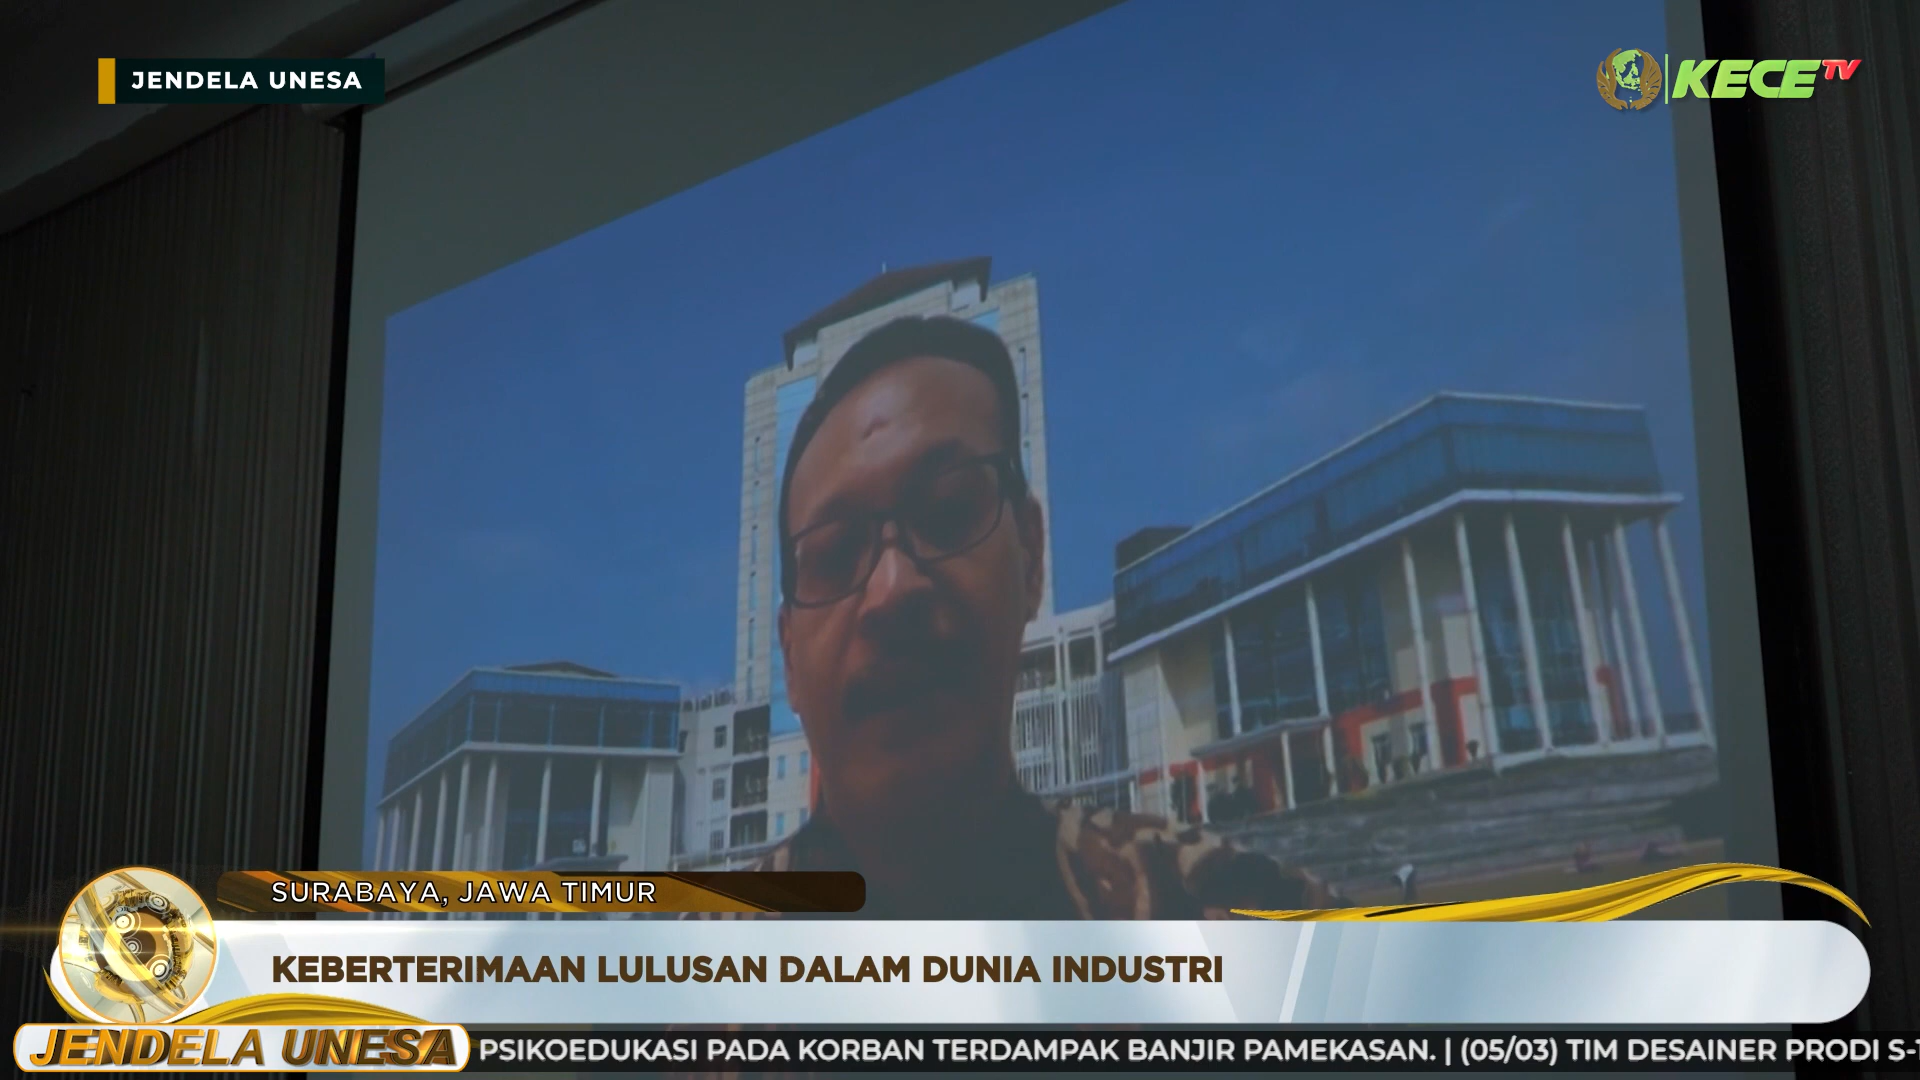 JENDELA UNESA
KECE TV
SURABAYA, JAWA TIMUR
KEBERTERIMAAN LULUSAN DALAM DUNIA INDUSTRI
JENDELA UNESA
PSIKOEDUKASI PADA KORBAN TERDAMPAK BANJIR PAMEKASAN. | (05/03) TIM DESAINER PRODI S-1